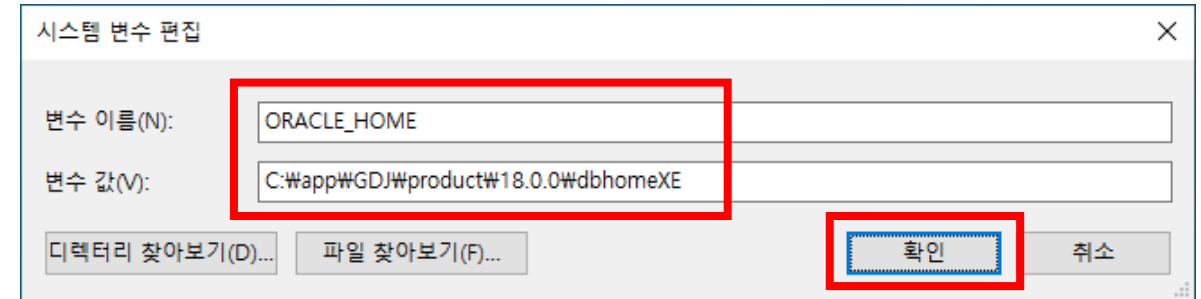 시스템 변수 편집
변수 이름(N): ORACLE_HOME
변수 값(V): C:₩app₩GDJ₩product₩18.0.0₩dbhomeXE
디렉터리 찾아보기(D)... 파일 찾아보기(F)... 확인 취소